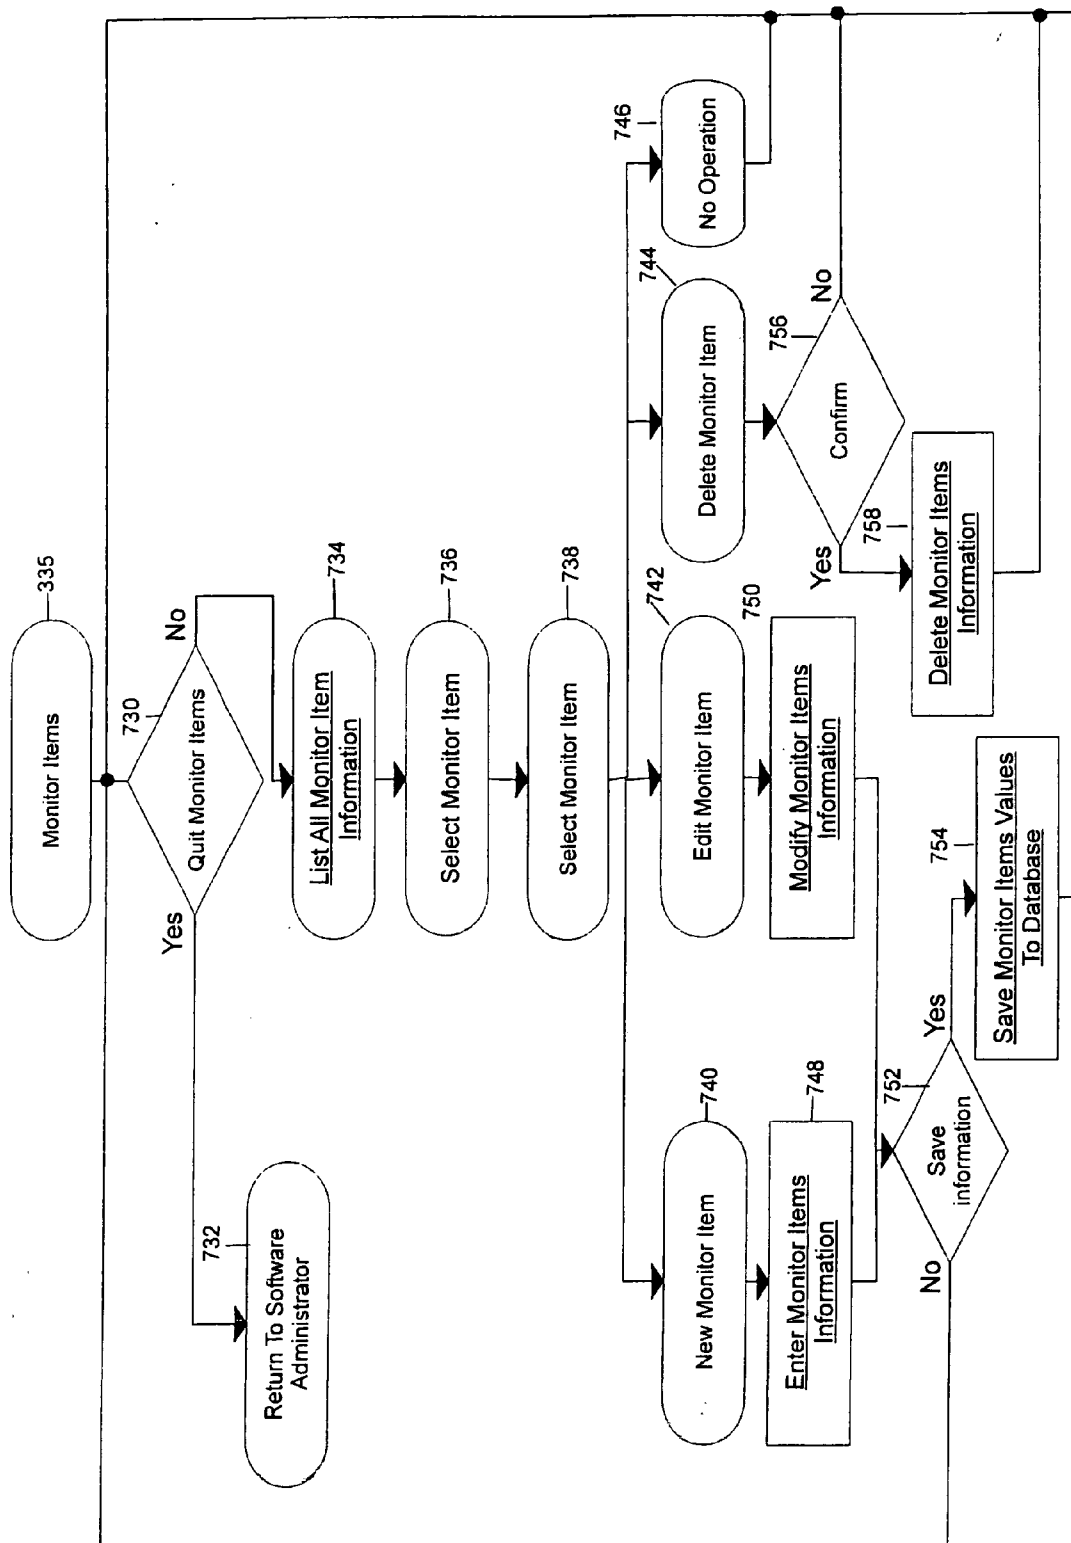 Monitor Items
335
Quit Monitor Items
730
Yes
No
Return To Software
Administrator
732
List All Monitor Item
Information
734
Select Monitor Item
736
Select Monitor Item
738
New Monitor Item
740
Edit Monitor Item
742
Delete Monitor Item
744
No Operation
746
Enter Monitor Items
Information
748
Modify Monitor Items
Information
750
Confirm
756
Yes
No
Save
information
752
No
Yes
Delete Monitor Items
Information
758
Save Monitor Items Values
To Database
754